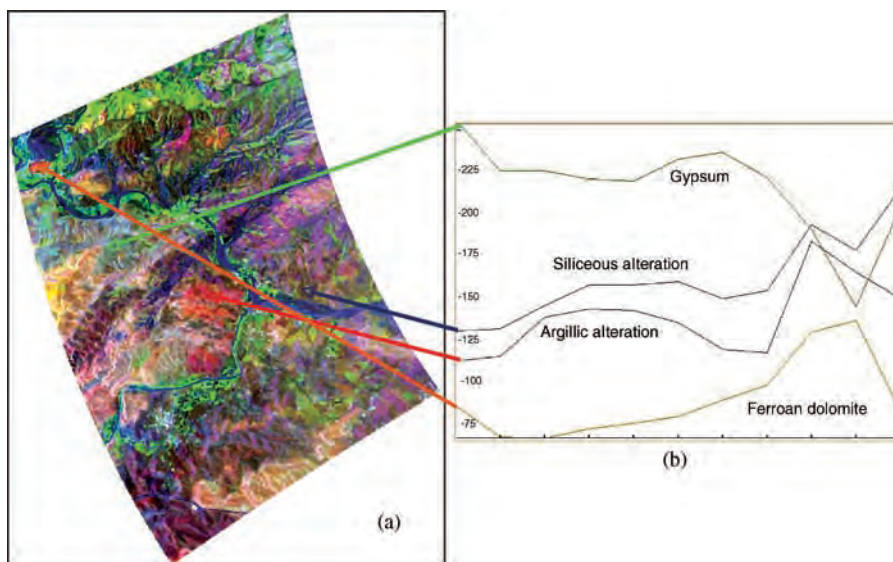 -225
Gypsum
-200
-175
Siliceous alteration
-150
Argillic alteration
-125
-100
Ferroan dolomite
-75
(b)
(a)